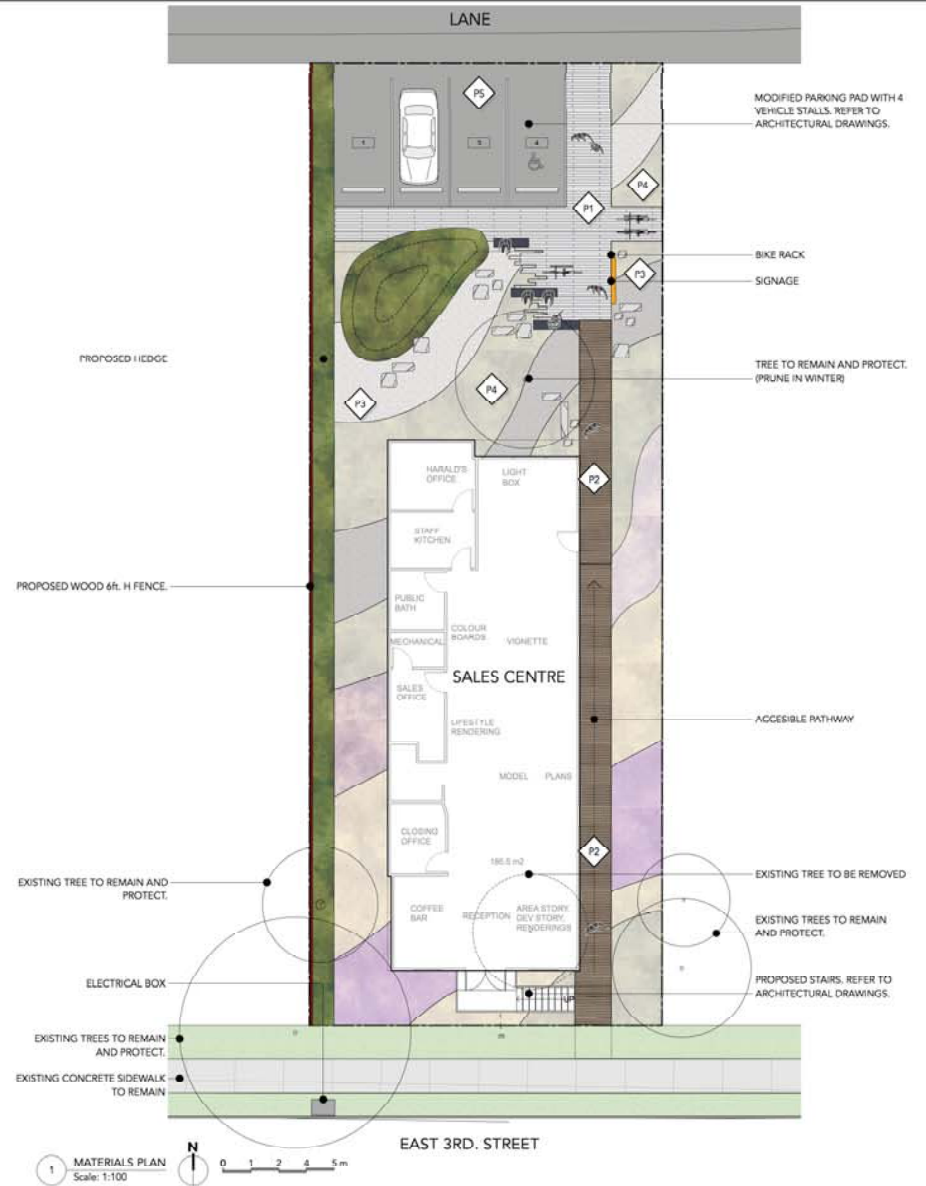 LANE
P5
MODIFIED PARKING PAD WITH 4
VEHICLE STALLS. REFER TO
ARCHITECTURAL DRAWINGS.
1
3
4
P4
P1
BIKE RACK
P3
SIGNAGE
PROPOSED HEDGE
TREE TO REMAIN AND PROTECT.
(PRUNE IN WINTER)
P4
P3
HARALD'S
OFFICE
LIGHT
BOX
P2
STAFF
KITCHEN
PROPOSED WOOD 6ft. H FENCE.
PUBLIC
BATH
COLOUR
BOARDS
MECHANICAL
VIGNETTE
SALES CENTRE
SALES
OFFICE
LIFESTYLE
RENDERING
ACCESIBLE PATHWAY
MODEL
PLANS
CLOSING
OFFICE
P2
EXISTING TREE TO REMAIN AND
PROTECT.
EXISTING TREE TO BE REMOVED
COFFEE
BAR
RECEPTION
AREA STORY,
DEV STORY,
RENDERINGS
EXISTING TREES TO REMAIN
AND PROTECT.
ELECTRICAL BOX
PROPOSED STAIRS. REFER TO
ARCHITECTURAL DRAWINGS.
UP
EXISTING TREES TO REMAIN
AND PROTECT.
EXISTING CONCRETE SIDEWALK
TO REMAIN
EAST 3RD. STREET
1
MATERIALS PLAN
Scale: 1:100
N
0 1 2 4 5 m